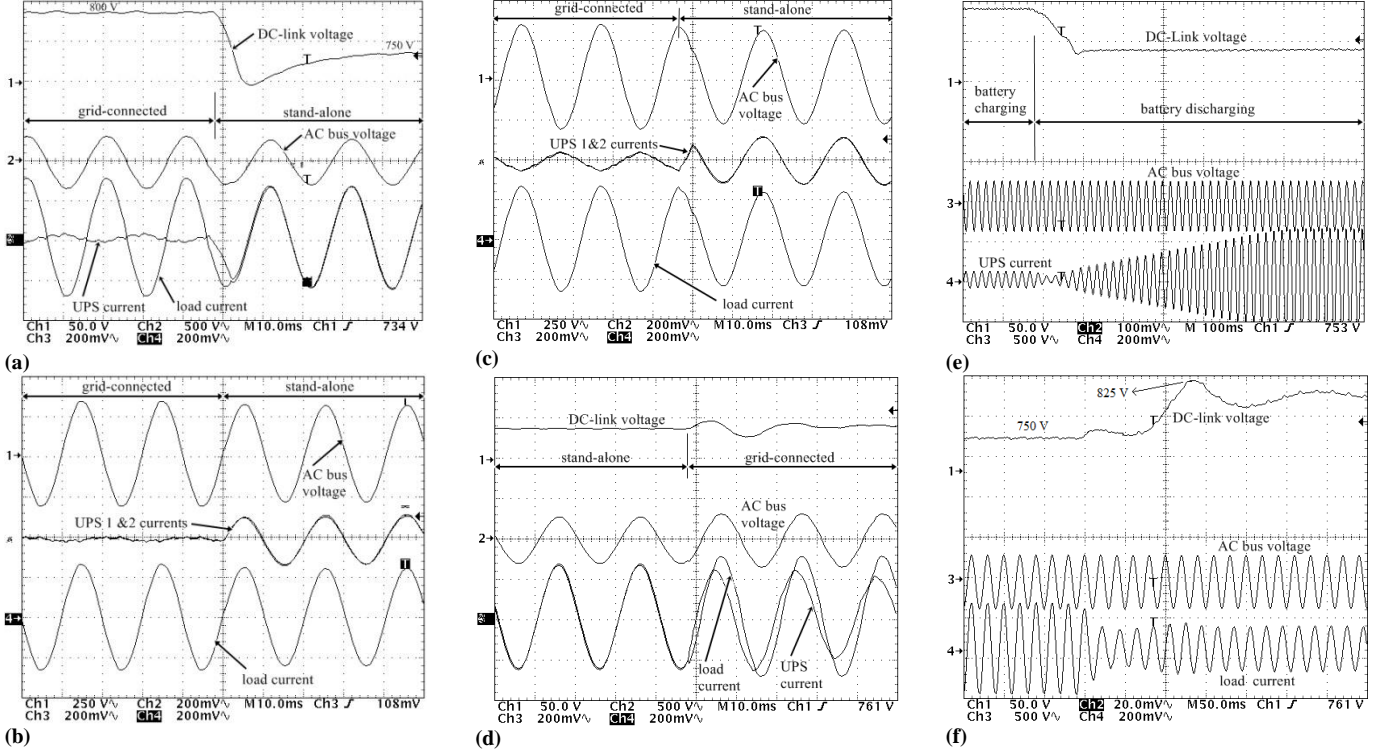 800 V
DC-link voltage
750 V
T
1
grid-connected
stand-alone
AC bus voltage
2
T
UPS current
load current
Ch1 50.0 V Ch2 500 V∿ M10.0ms Ch1 ʃ 734 V
Ch3 200mV∿ Ch4 200mV∿
(a)
grid-connected
stand-alone
1
AC bus
voltage
UPS 1 &2 currents
T
4
load current
Ch1 250 V∿ Ch2 200mV∿ M10.0ms Ch3 ʃ 108mV
Ch3 200mV∿ Ch4 200mV∿
(b)
grid-connected
stand-alone
T
1
AC bus
voltage
UPS 1&2 currents
T
4
load current
Ch1 250 V∿ Ch2 200mV∿ M10.0ms Ch3 ʃ 108mV
Ch3 200mV∿ Ch4 200mV∿
(c)
DC-link voltage
1
stand-alone
grid-connected
AC bus
voltage
2
load
current
UPS
current
Ch1 50.0 V Ch2 500 V∿ M10.0ms Ch1 ʃ 761 V
Ch3 200mV∿ Ch4 200mV∿
(d)
T
DC-Link voltage
1
battery
charging
battery discharging
AC bus voltage
3
T
UPS current
4
T
Ch1 50.0 V Ch2 100mV∿ M 100ms Ch1 ʃ 753 V
Ch3 500 V∿ Ch4 200mV∿
(e)
825 V
750 V
T
DC-link voltage
1
AC bus voltage
3
T
T
4
load current
Ch1 50.0 V Ch2 20.0mV∿ M50.0ms Ch1 ʃ 761 V
Ch3 500 V∿ Ch4 200mV∿
(f)